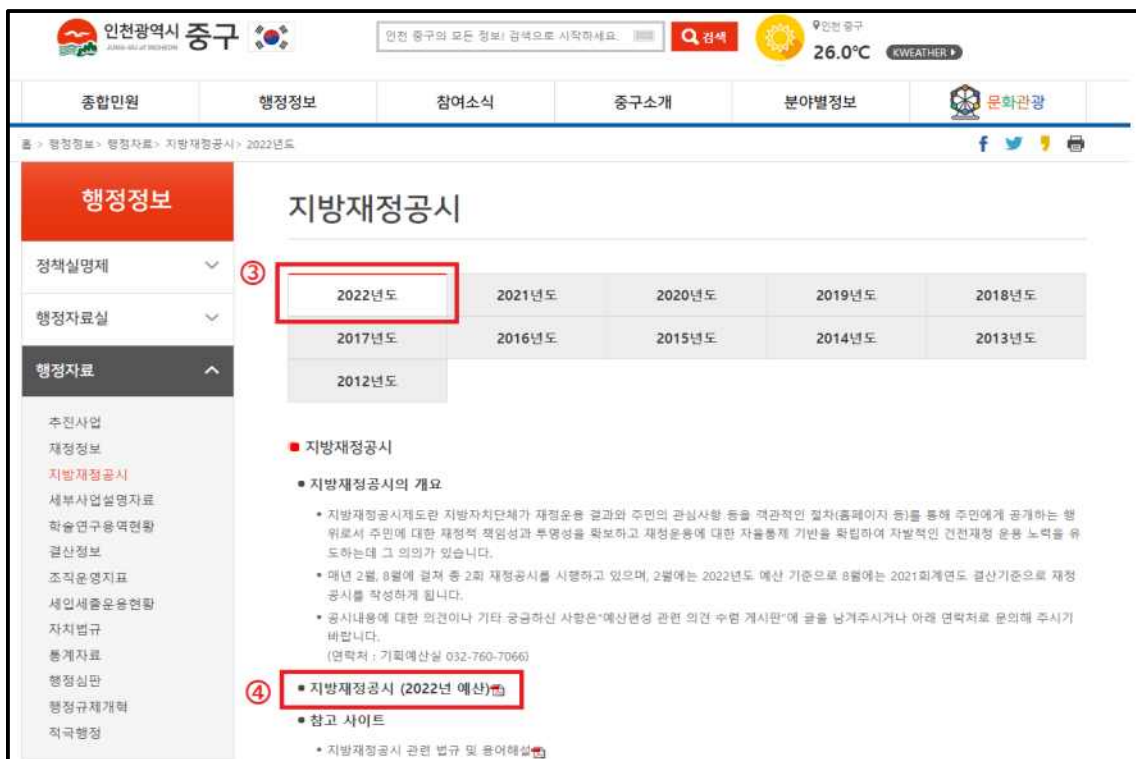 인천광역시 중구
JUNG-GU of INCHEON
인천 중구의 모든 정보! 검색으로 시작하세요.
검색
인천 중구
26.0℃ KWEATHER
종합민원 행정정보 참여소식 중구소개 분야별정보 문화관광
홈 > 행정정보> 행정자료> 지방재정공시> 2022년도
행정정보
정책실명제
행정자료실
행정자료
추진사업
재정정보
지방재정공시
세부사업설명자료
학술연구용역현황
결산정보
조직운영지표
세입세출운용현황
자치법규
통계자료
행정심판
행정규제개혁
적극행정
지방재정공시
③
2022년도 2021년도 2020년도 2019년도 2018년도
2017년도 2016년도 2015년도 2014년도 2013년도
2012년도
지방재정공시
지방재정공시의 개요
지방재정공시제도란 지방자치단체가 재정운용 결과와 주민의 관심사항 등을 객관적인 절차(홈페이지 등)를 통해 주민에게 공개하는 행
위로서 주민에 대한 재정적 책임성과 투명성을 확보하고 재정운용에 대한 자율통제 기반을 확립하여 자발적인 건전재정 운용 노력을 유
도하는데 그 의의가 있습니다.
매년 2월, 8월에 걸쳐 총 2회 재정공시를 시행하고 있으며, 2월에는 2022년도 예산 기준으로 8월에는 2021회계연도 결산기준으로 재정
공시를 작성하게 됩니다.
공시내용에 대한 의견이나 기타 궁금하신 사항은"예산편성 관련 의견 수렴 게시판"에 글을 남겨주시거나 아래 연락처로 문의해 주시기
바랍니다.
(연락처 : 기획예산실 032-760-7066)
④
지방재정공시 (2022년 예산)
참고 사이트
지방재정공시 관련 법규 및 용어해설